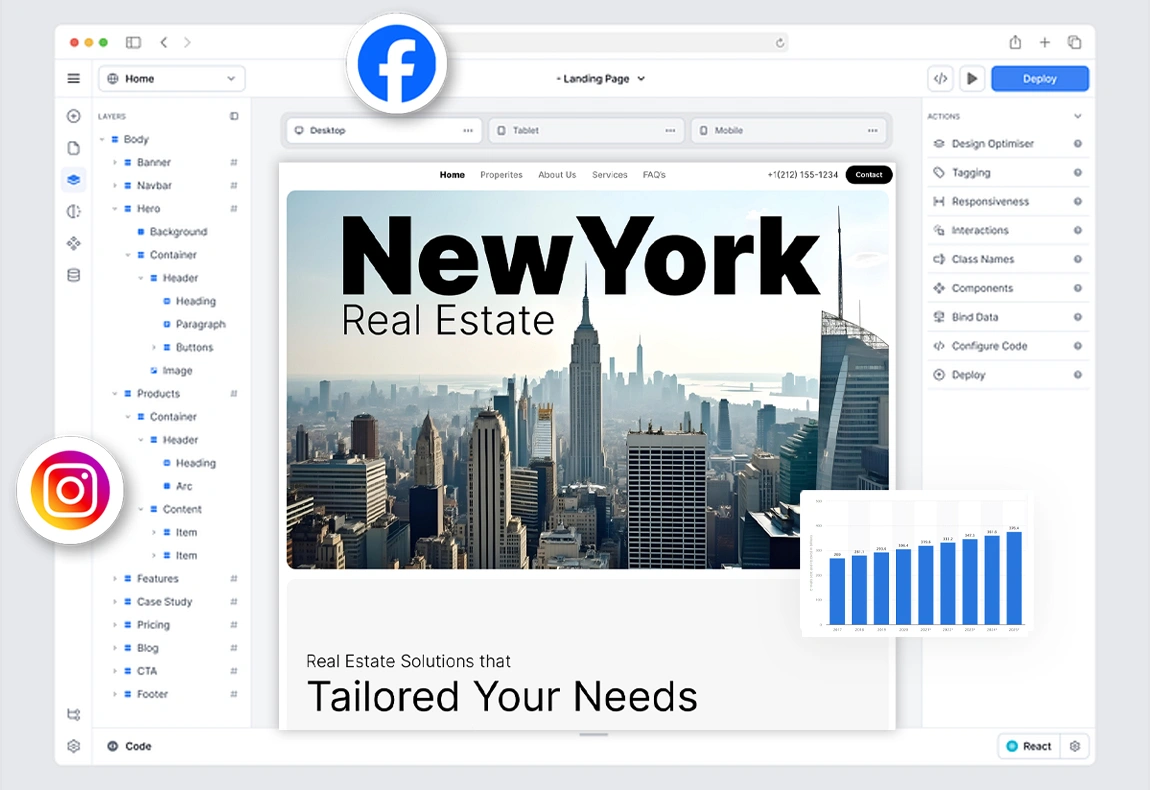 Home
- Landing Page
</>
Deploy
LAYERS
Body
Banner
Navbar
Hero
Background
Container
Header
Heading
Paragraph
Buttons
Image
Products
Container
Header
Heading
Arc
Content
Item
Item
Features
Case Study
Pricing
Blog
CTA
Footer
Desktop
Tablet
Mobile
Home Properites About Us Services FAQ's +1(212) 155-1234 Contact
NewYork
Real Estate
Real Estate Solutions that
Tailored Your Needs
ACTIONS
Design Optimiser
Tagging
Responsiveness
Interactions
Class Names
Components
Bind Data
Configure Code
Deploy
Code
React